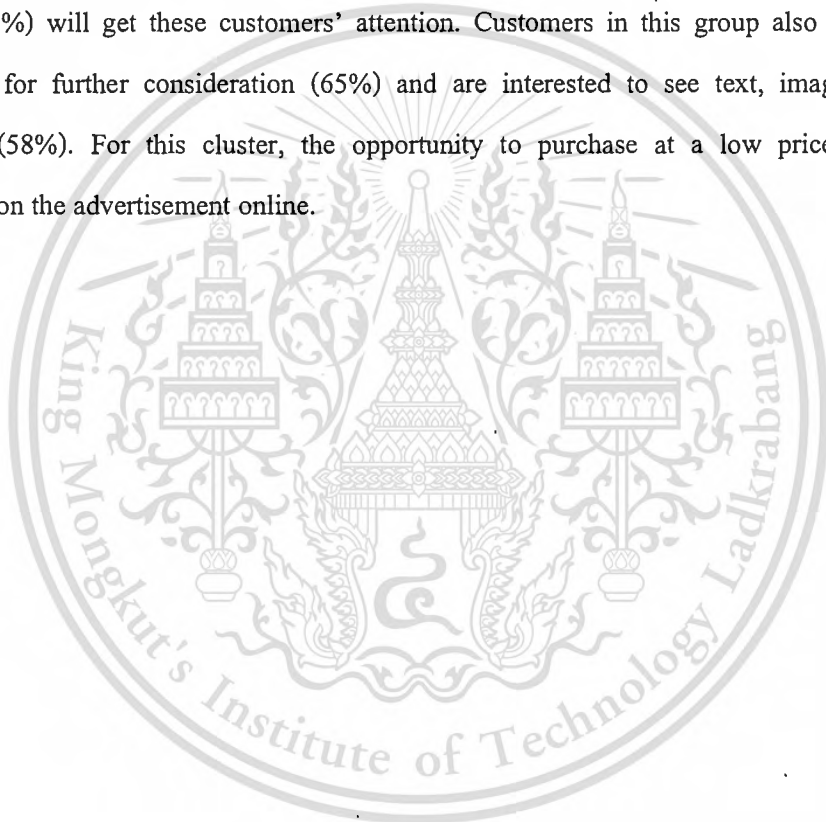 %) will get these customers’ attention. Customers in this group also
for further consideration (65%) and are interested to see text, imag
(58%). For this cluster, the opportunity to purchase at a low price
on the advertisement online.
King Mongkut's Institute of Technology Ladkrabang